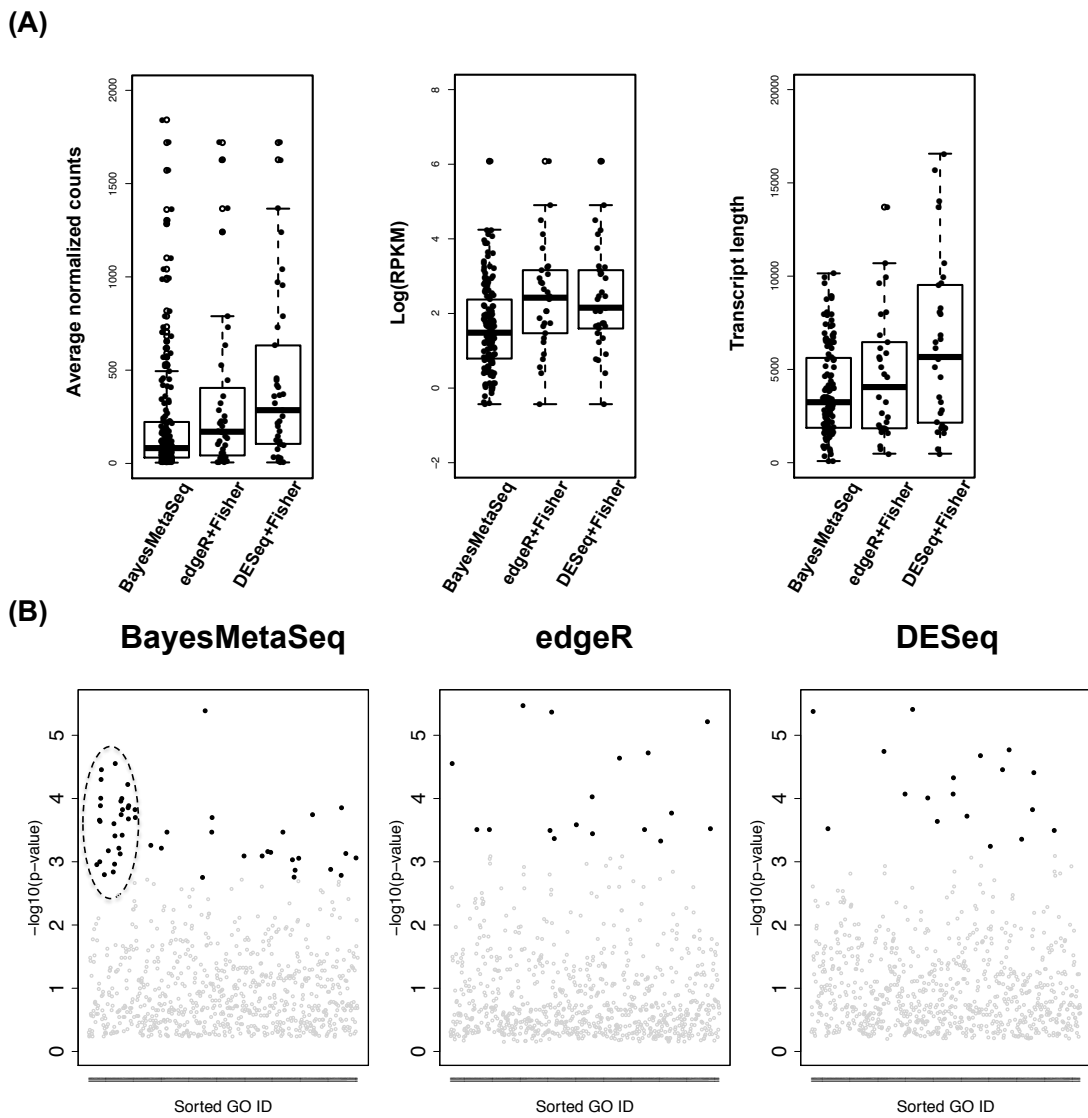 (A)
Average normalized counts
0
500
1000
1500
2000
BayesMetaSeq
edgeR+Fisher
DESeq+Fisher
Log(RPKM)
−2
0
2
4
6
8
BayesMetaSeq
edgeR+Fisher
DESeq+Fisher
Transcript length
0
5000
10000
15000
20000
BayesMetaSeq
edgeR+Fisher
DESeq+Fisher
(B)
BayesMetaSeq
−log10(p−value)
0
1
2
3
4
5
Sorted GO ID
edgeR
−log10(p−value)
0
1
2
3
4
5
Sorted GO ID
DESeq
−log10(p−value)
0
1
2
3
4
5
Sorted GO ID